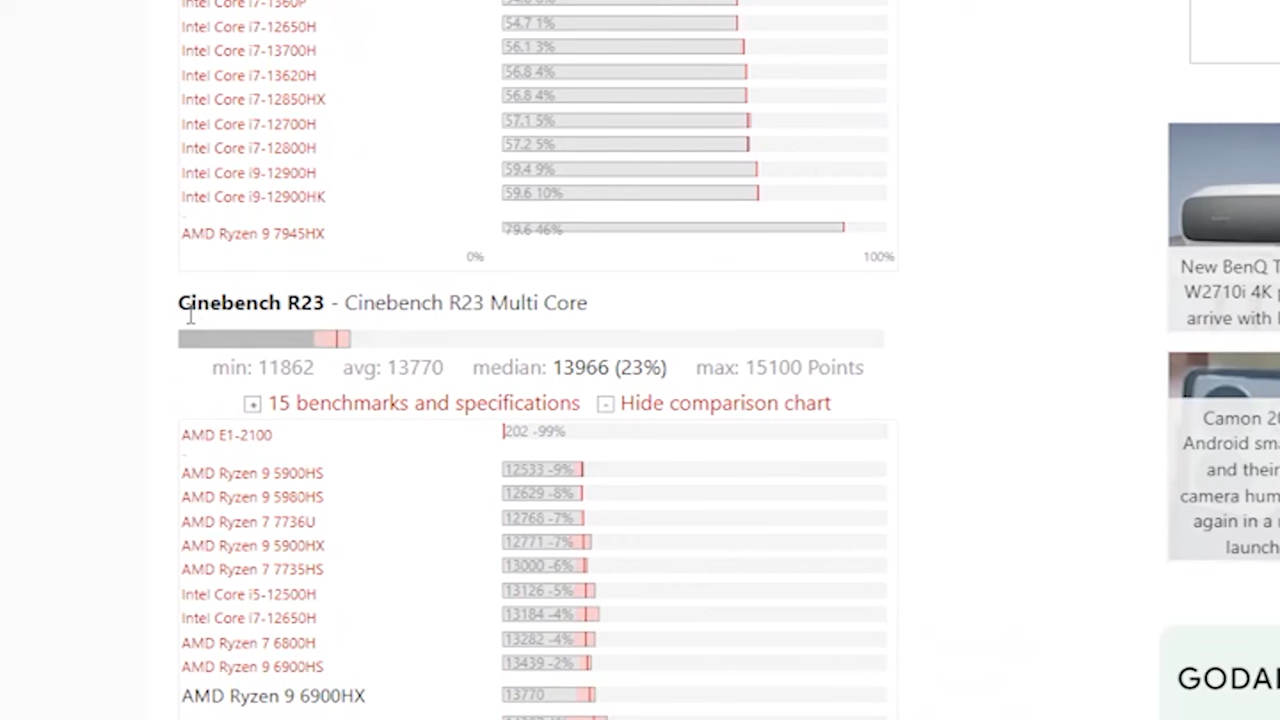 Intel Core i7-1360P
Intel Core i7-12650H 54.7 1%
Intel Core i7-13700H 56.1 3%
Intel Core i7-13620H 56.8 4%
Intel Core i7-12850HX 56.8 4%
Intel Core i7-12700H 57.1 5%
Intel Core i7-12800H 57.2 5%
Intel Core i9-12900H 59.4 9%
Intel Core i9-12900HK 59.6 10%
AMD Ryzen 9 7945HX 79.6 46%
0% 100%
Cinebench R23 - Cinebench R23 Multi Core
min: 11862 avg: 13770 median: 13966 (23%) max: 15100 Points
+ 15 benchmarks and specifications - Hide comparison chart
AMD E1-2100 202 -99%
AMD Ryzen 9 5900HS 12533 -9%
AMD Ryzen 9 5980HS 12629 -8%
AMD Ryzen 7 7736U 12768 -7%
AMD Ryzen 9 5900HX 12771 -7%
AMD Ryzen 7 7735HS 13000 -6%
Intel Core i5-12500H 13126 -5%
Intel Core i7-12650H 13184 -4%
AMD Ryzen 7 6800H 13282 -4%
AMD Ryzen 9 6900HS 13439 -2%
AMD Ryzen 9 6900HX 13770
New BenQ T
W2710i 4K p
arrive with
Camon 20
Android sma
and their
camera hum
again in a
launch
GODA